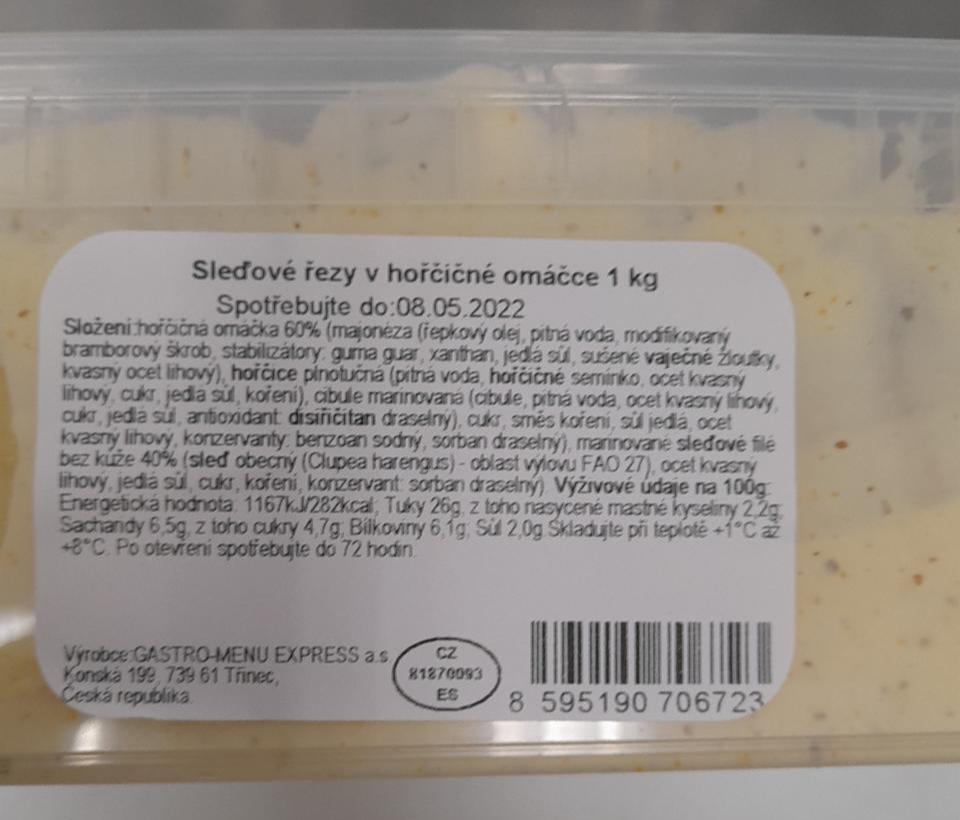 Sleďové řezy v hořčičné omáčce 1 kg
Spotřebujte do:08.05.2022
Složení:hořčičná omáčka 60% (majonéza (řepkový olej, pitná voda, modifikovaný
bramborový škrob, stabilizátory: guma guar, xanthan, jedlá sůl, sušené vaječné žloutky,
kvasný ocet lihový), hořčice plnotučná (pitná voda, hořčičné semínko, ocet kvasný
lihový, cukr, jedlá sůl, koření), cibule marinovaná (cibule, pitná voda, ocet kvasný lihový,
cukr, jedlá sůl, antioxidant: disiřičitan draselný), cukr, směs koření, sůl jedlá, ocet
kvasný lihový, konzervanty: benzoan sodný, sorban draselný), marinované sleďové filé
bez kůže 40% (sleď obecný (Clupea harengus) - oblast výlovu FAO 27), ocet kvasný
lihový, jedlá sůl, cukr, koření, konzervant: sorban draselný). Výživové údaje na 100g:
Energetická hodnota: 1167kJ/282kcal; Tuky 26g, z toho nasycené mastné kyseliny 2,2g;
Sacharidy 6,5g, z toho cukry 4,7g; Bílkoviny 6,1g; Sůl 2,0g.Skladujte při teplotě +1°C až
+8°C. Po otevření spotřebujte do 72 hodin.
Výrobce:GASTRO-MENU EXPRESS a.s.
Konská 199, 739 61 Třinec,
Česká republika.
CZ
81870093
ES
8 595190 706723